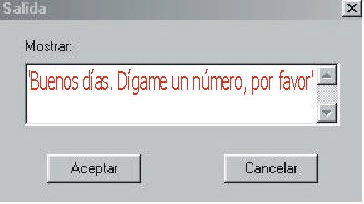 Salida
Mostrar:
'Buenos días. Dígame un número, por favor'
Aceptar
Cancelar